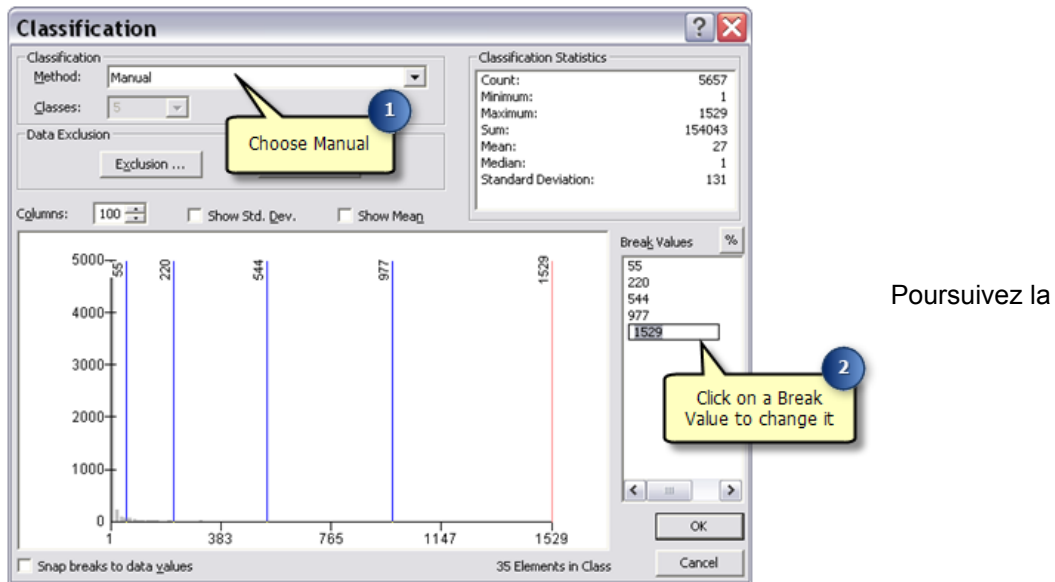 Classification
Classification
Method: Manual
Classes: 5
1
Choose Manual
Data Exclusion
Exclusion ...
Classification Statistics
Count: 5657
Minimum: 1
Maximum: 1529
Sum: 154043
Mean: 27
Median: 1
Standard Deviation: 131
Columns: 100 Show Std. Dev. Show Mean
Break Values %
55
220
544
977
1529
5000
4000
3000
2000
1000
0
55
220
544
977
1529
1 383 765 1147 1529
2
Click on a Break
Value to change it
Snap breaks to data values
35 Elements in Class
OK
Cancel
Poursuivez la